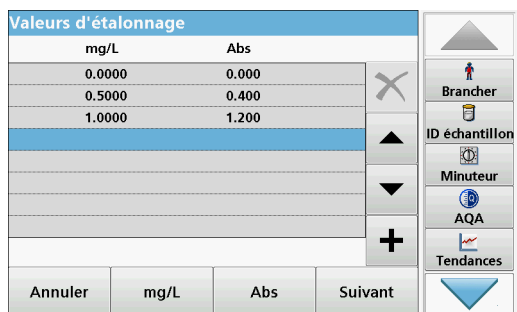 Valeurs d'étalonnage
mg/L Abs
0.0000 0.000
0.5000 0.400
1.0000 1.200
Annuler mg/L Abs Suivant
Brancher
ID échantillon
Minuteur
AQA
Tendances